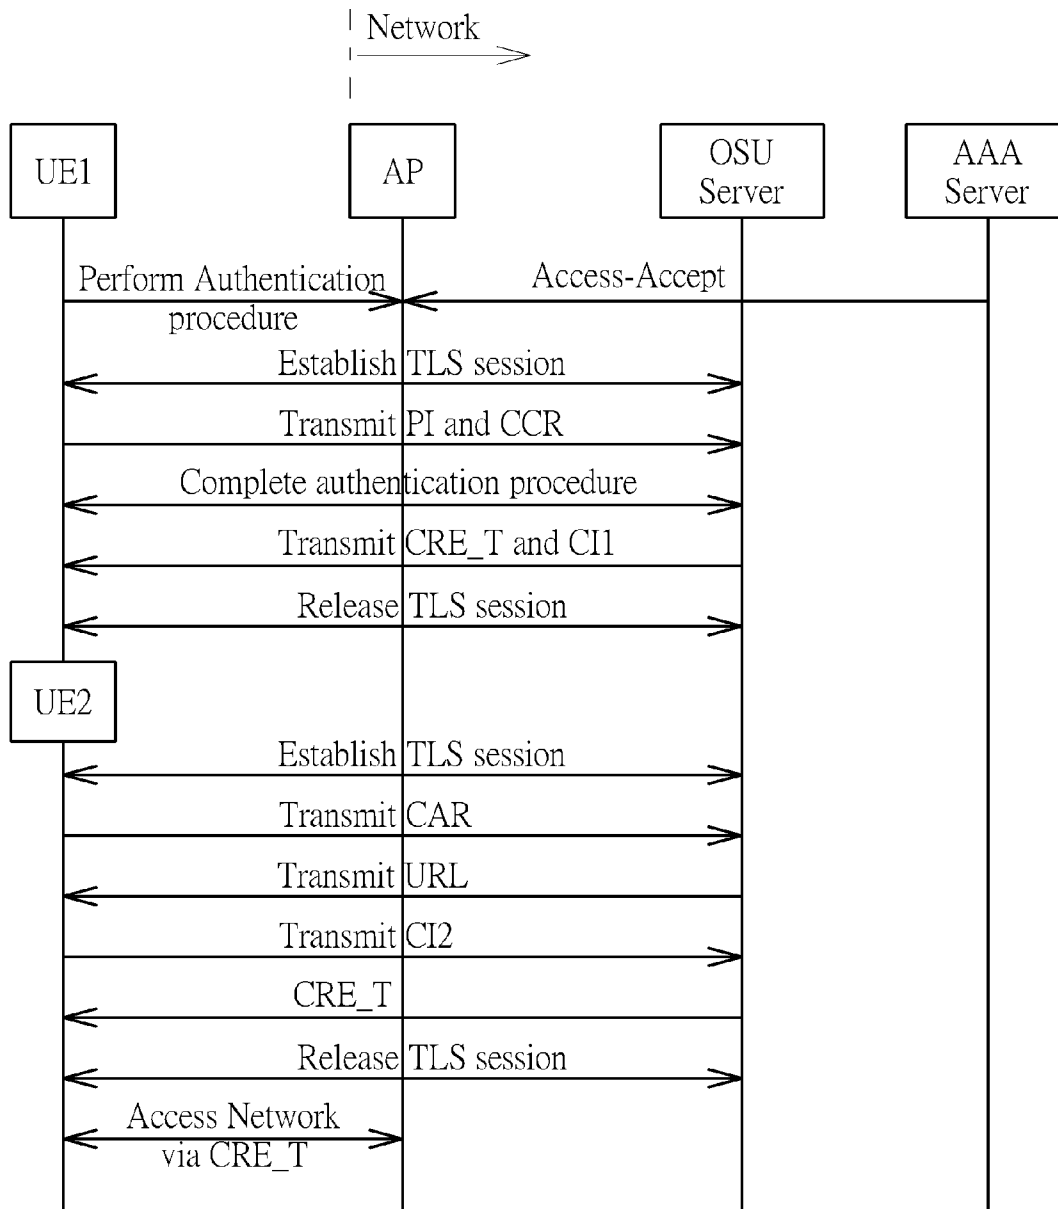 Network
UE1
AP
OSU
Server
AAA
Server
Perform Authentication
procedure
Access-Accept
Establish TLS session
Transmit PI and CCR
Complete authentication procedure
Transmit CRE_T and CI1
Release TLS session
UE2
Establish TLS session
Transmit CAR
Transmit URL
Transmit CI2
CRE_T
Release TLS session
Access Network
via CRE_T